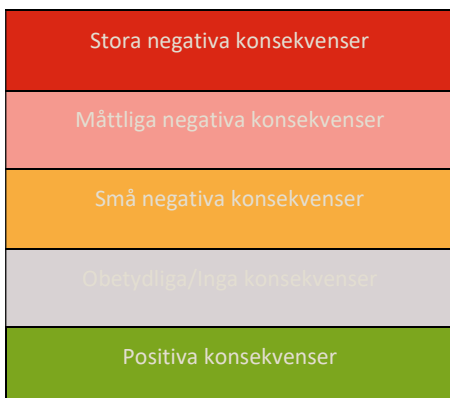 Stora negativa konsekvenser
Måttliga negativa konsekvenser
Små negativa konsekvenser
Obetydliga/Inga konsekvenser
Positiva konsekvenser